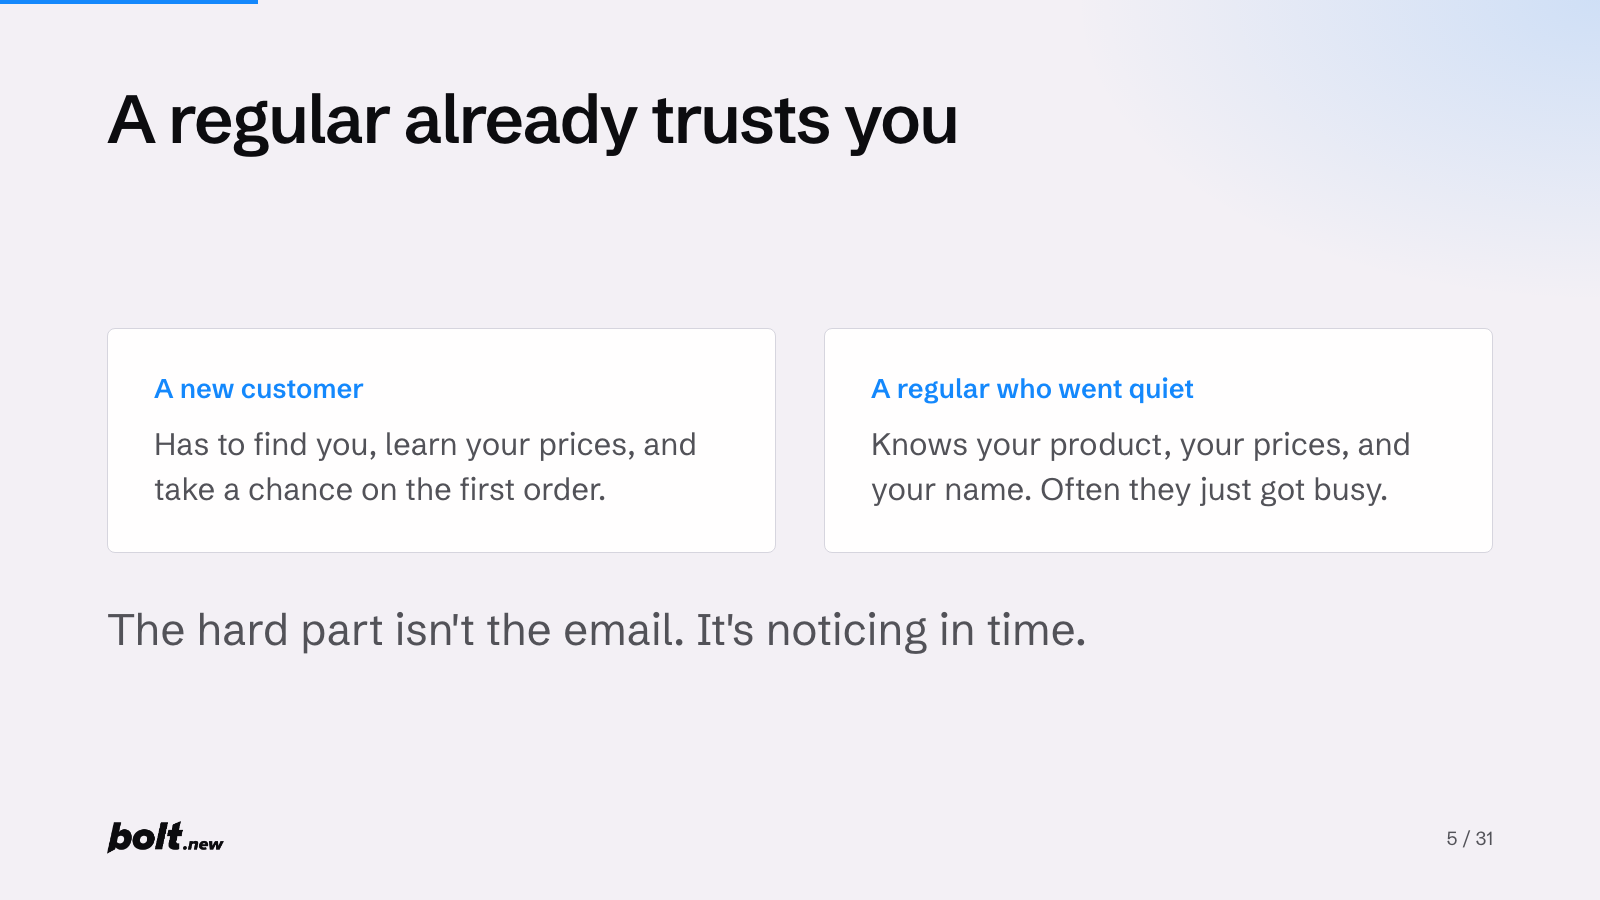 A regular already trusts you
A new customer
Has to find you, learn your prices, and
take a chance on the first order.
A regular who went quiet
Knows your product, your prices, and
your name. Often they just got busy.
The hard part isn't the email. It's noticing in time.
bolt.new
5 / 31